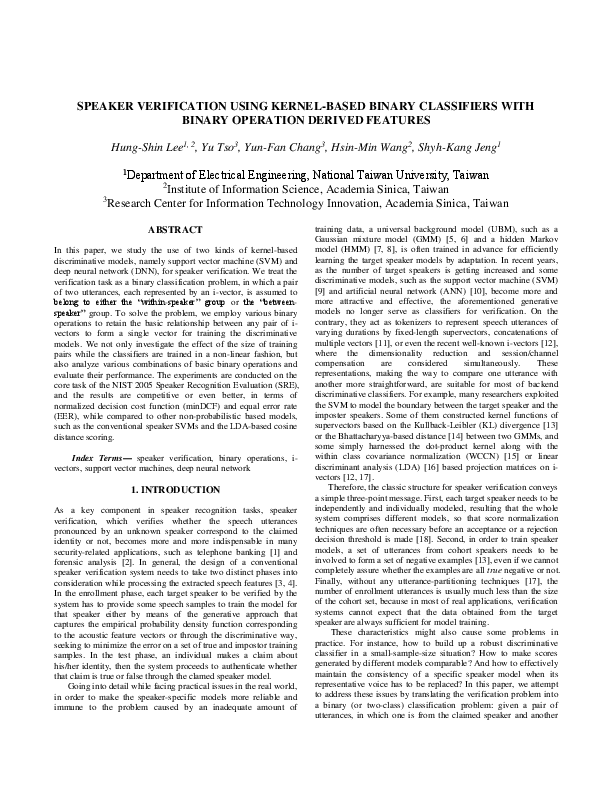 SPEAKER VERIFICATION USING KERNEL-BASED BINARY CLASSIFIERS WITH
BINARY OPERATION DERIVED FEATURES
Hung-Shin Lee1, 2, Yu Tso3, Yun-Fan Chang3, Hsin-Min Wang2, Shyh-Kang Jeng1
1Department of Electrical Engineering, National Taiwan University, Taiwan
2Institute of Information Science, Academia Sinica, Taiwan
3Research Center for Information Technology Innovation, Academia Sinica, Taiwan
ABSTRACT
In this paper, we study the use of two kinds of kernel-based
discriminative models, namely support vector machine (SVM) and
deep neural network (DNN), for speaker verification. We treat the
verification task as a binary classification problem, in which a pair
of two utterances, each represented by an i-vector, is assumed to
belong to either the “within-speaker” group or the “between-
speaker” group. To solve the problem, we employ various binary
operations to retain the basic relationship between any pair of i-
vectors to form a single vector for training the discriminative
models. We not only investigate the effect of the size of training
pairs while the classifiers are trained in a non-linear fashion, but
also analyze various combinations of basic binary operations and
evaluate their performance. The experiments are conducted on the
core task of the NIST 2005 Speaker Recognition Evaluation (SRE),
and the results are competitive or even better, in terms of
normalized decision cost function (minDCF) and equal error rate
(EER), while compared to other non-probabilistic based models,
such as the conventional speaker SVMs and the LDA-based cosine
distance scoring.
Index Terms— speaker verification, binary operations, i-
vectors, support vector machines, deep neural network
1. INTRODUCTION
As a key component in speaker recognition tasks, speaker
verification, which verifies whether the speech utterances
pronounced by an unknown speaker correspond to the claimed
identity or not, becomes more and more indispensable in many
security-related applications, such as telephone banking [1] and
forensic analysis [2]. In general, the design of a conventional
speaker verification system needs to take two distinct phases into
consideration while processing the extracted speech features [3, 4].
In the enrollment phase, each target speaker to be verified by the
system has to provide some speech samples to train the model for
that speaker either by means of the generative approach that
captures the empirical probability density function corresponding
to the acoustic feature vectors or through the discriminative way,
seeking to minimize the error on a set of true and impostor training
samples. In the test phase, an individual makes a claim about
his/her identity, then the system proceeds to authenticate whether
that claim is true or false through the clamed speaker model.
Going into detail while facing practical issues in the real world,
in order to make the speaker-specific models more reliable and
immune to the problem caused by an inadequate amount of
training data, a universal background model (UBM), such as a
Gaussian mixture model (GMM) [5, 6] and a hidden Markov
model (HMM) [7, 8], is often trained in advance for efficiently
learning the target speaker models by adaptation. In recent years,
as the number of target speakers is getting increased and some
discriminative models, such as the support vector machine (SVM)
[9] and artificial neural network (ANN) [10], become more and
more attractive and effective, the aforementioned generative
models no longer serve as classifiers for verification. On the
contrary, they act as tokenizers to represent speech utterances of
varying durations by fixed-length supervectors, concatenations of
multiple vectors [11], or even the recent well-known i-vectors [12],
where the dimensionality reduction and session/channel
compensation are considered simultaneously. These
representations, making the way to compare one utterance with
another more straightforward, are suitable for most of backend
discriminative classifiers. For example, many researchers exploited
the SVM to model the boundary between the target speaker and the
imposter speakers. Some of them constructed kernel functions of
supervectors based on the Kullback-Leibler (KL) divergence [13]
or the Bhattacharyya-based distance [14] between two GMMs, and
some simply harnessed the dot-product kernel along with the
within class covariance normalization (WCCN) [15] or linear
discriminant analysis (LDA) [16] based projection matrices on i-
vectors [12, 17].
Therefore, the classic structure for speaker verification conveys
a simple three-point message. First, each target speaker needs to be
independently and individually modeled, resulting that the whole
system comprises different models, so that score normalization
techniques are often necessary before an acceptance or a rejection
decision threshold is made [18]. Second, in order to train speaker
models, a set of utterances from cohort speakers needs to be
involved to form a set of negative examples [13], even if we cannot
completely assure whether the examples are all true negative or not.
Finally, without any utterance-partitioning techniques [17], the
number of enrollment utterances is usually much less than the size
of the cohort set, because in most of real applications, verification
systems cannot expect that the data obtained from the target
speaker are always sufficient for model training.
These characteristics might also cause some problems in
practice. For instance, how to build up a robust discriminative
classifier in a small-sample-size situation? How to make scores
generated by different models comparable? And how to effectively
maintain the consistency of a specific speaker model when its
representative voice has to be replaced? In this paper, we attempt
to address these issues by translating the verification problem into
a binary (or two-class) classification problem: given a pair of
utterances, in which one is from the claimed speaker and another